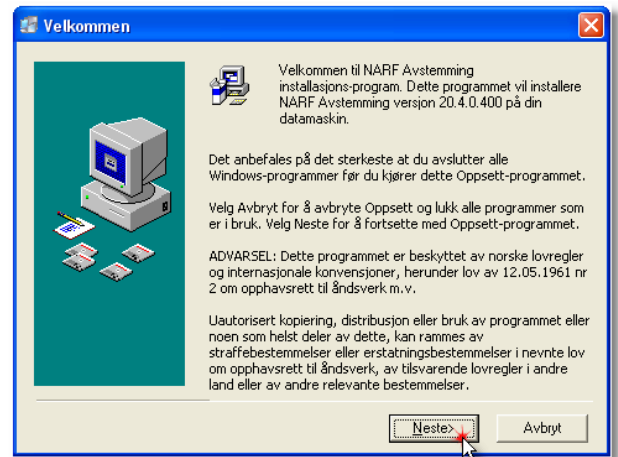 Velkommen
Velkommen til NARF Avstemming
installasjons-program. Dette programmet vil installere
NARF Avstemming versjon 20.4.0.400 på din
datamaskin.
Det anbefales på det sterkeste at du avslutter alle
Windows-programmer før du kjører dette Oppsett-programmet.
Velg Avbryt for å avbryte Oppsett og lukk alle programmer som
er i bruk. Velg Neste for å fortsette med Oppsett-programmet.
ADVARSEL: Dette programmet er beskyttet av norske lovregler
og internasjonale konvensjoner, herunder lov av 12.05.1961 nr
2 om opphavsrett til åndsverk m.v.
Uautorisert kopiering, distribusjon eller bruk av programmet eller
noen som helst deler av dette, kan rammes av
straffebestemmelser eller erstatningsbestemmelser i nevnte lov
om opphavsrett til åndsverk, av tilsvarende lovregler i andre
land eller av andre relevante bestemmelser.
Neste>
Avbryt